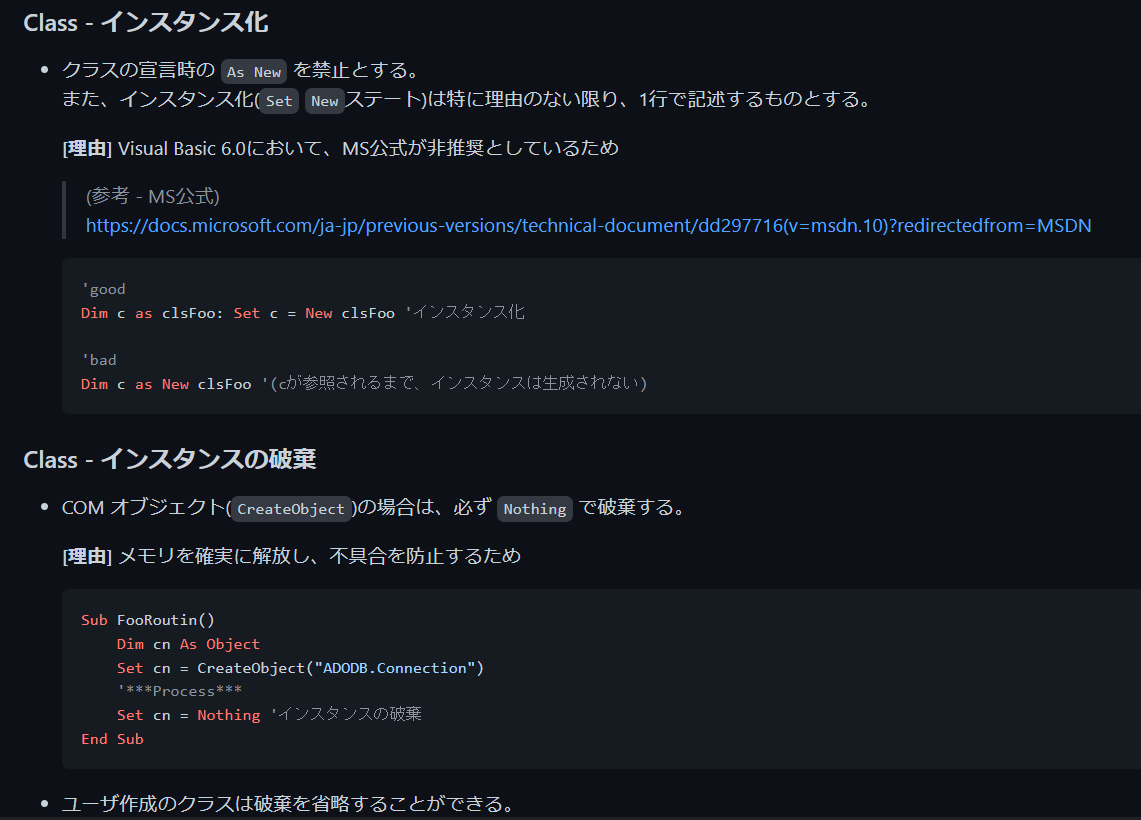 Class - インスタンス化
クラスの宣言時の As New を禁止とする。
また、インスタンス化(Set New ステート)は特に理由のない限り、1行で記述するものとする。
[理由] Visual Basic 6.0において、MS公式が非推奨としているため
(参考 - MS公式)
https://docs.microsoft.com/ja-jp/previous-versions/technical-document/dd297716(v=msdn.10)?redirectedfrom=MSDN
'good
Dim c as clsFoo: Set c = New clsFoo 'インスタンス化
'bad
Dim c as New clsFoo '(cが参照されるまで、インスタンスは生成されない)
Class - インスタンスの破棄
COM オブジェクト(CreateObject)の場合は、必ず Nothing で破棄する。
[理由] メモリを確実に解放し、不具合を防止するため
Sub FooRoutin()
Dim cn As Object
Set cn = CreateObject("ADODB.Connection")
'***Process***
Set cn = Nothing 'インスタンスの破棄
End Sub
ユーザ作成のクラスは破棄を省略することができる。